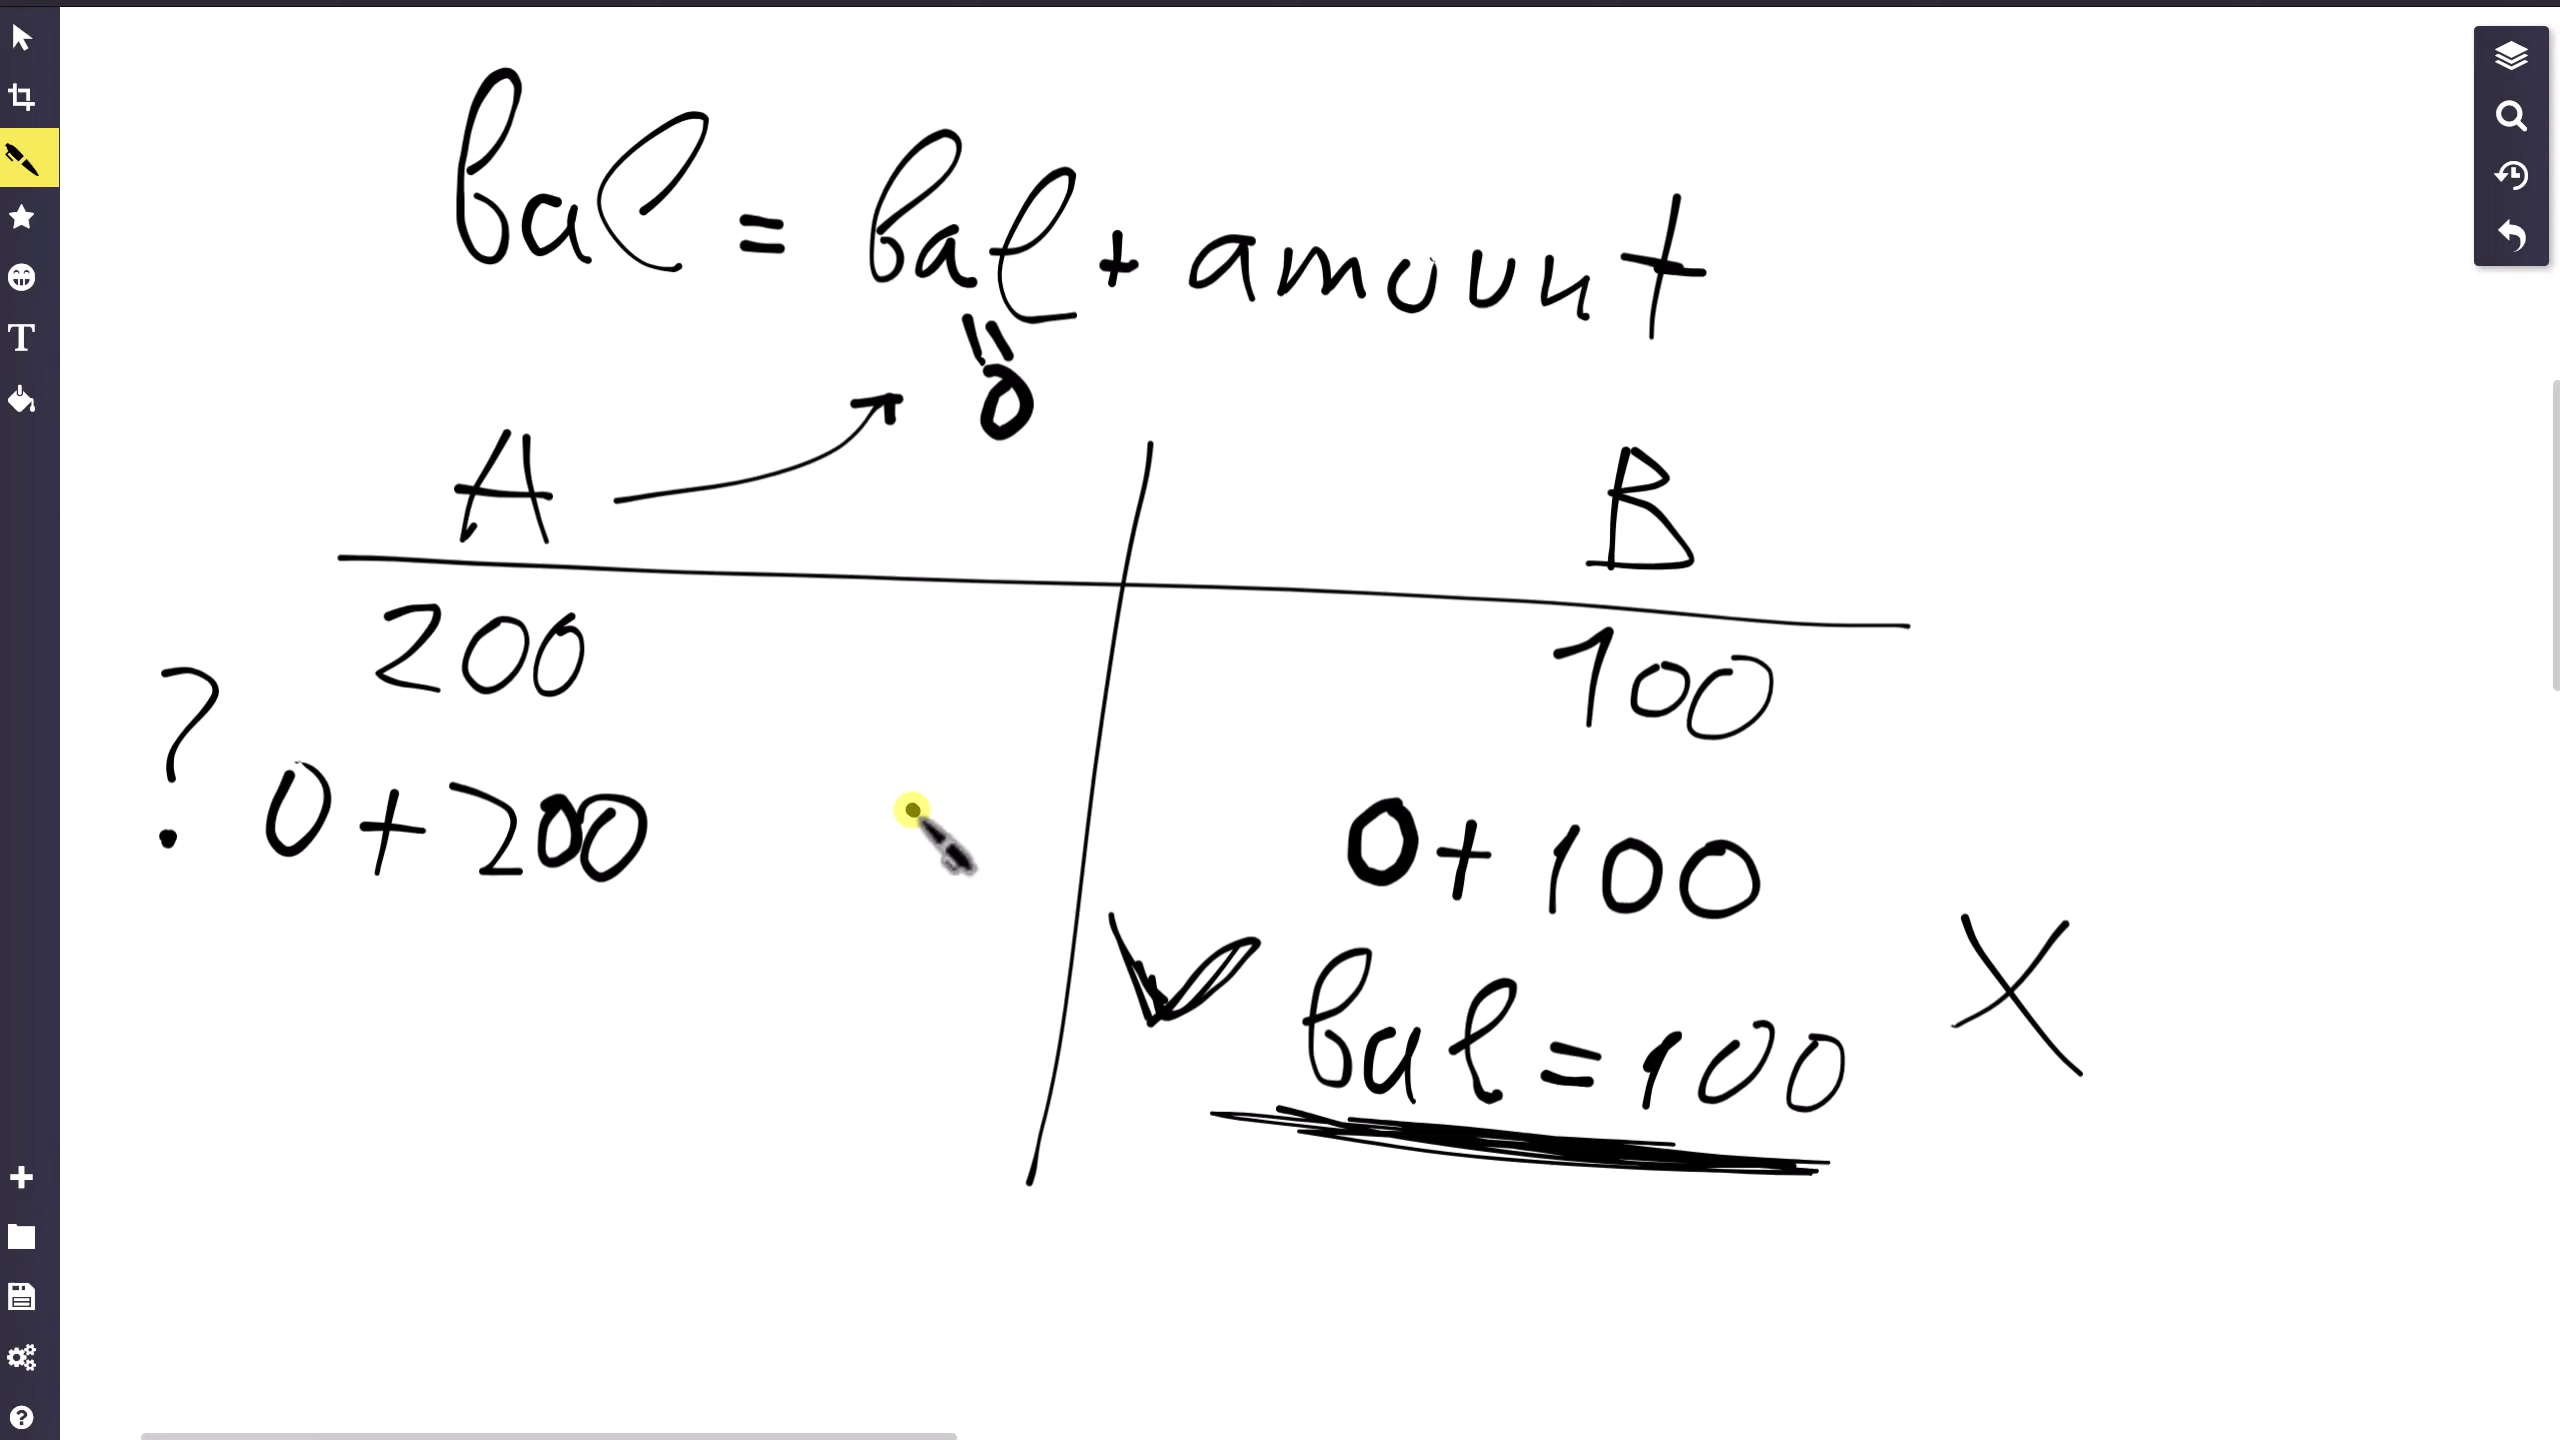 bal = bal + amount
"
0
A B
200 100
? 0 + 200 0 + 100
bal = 100 X
T